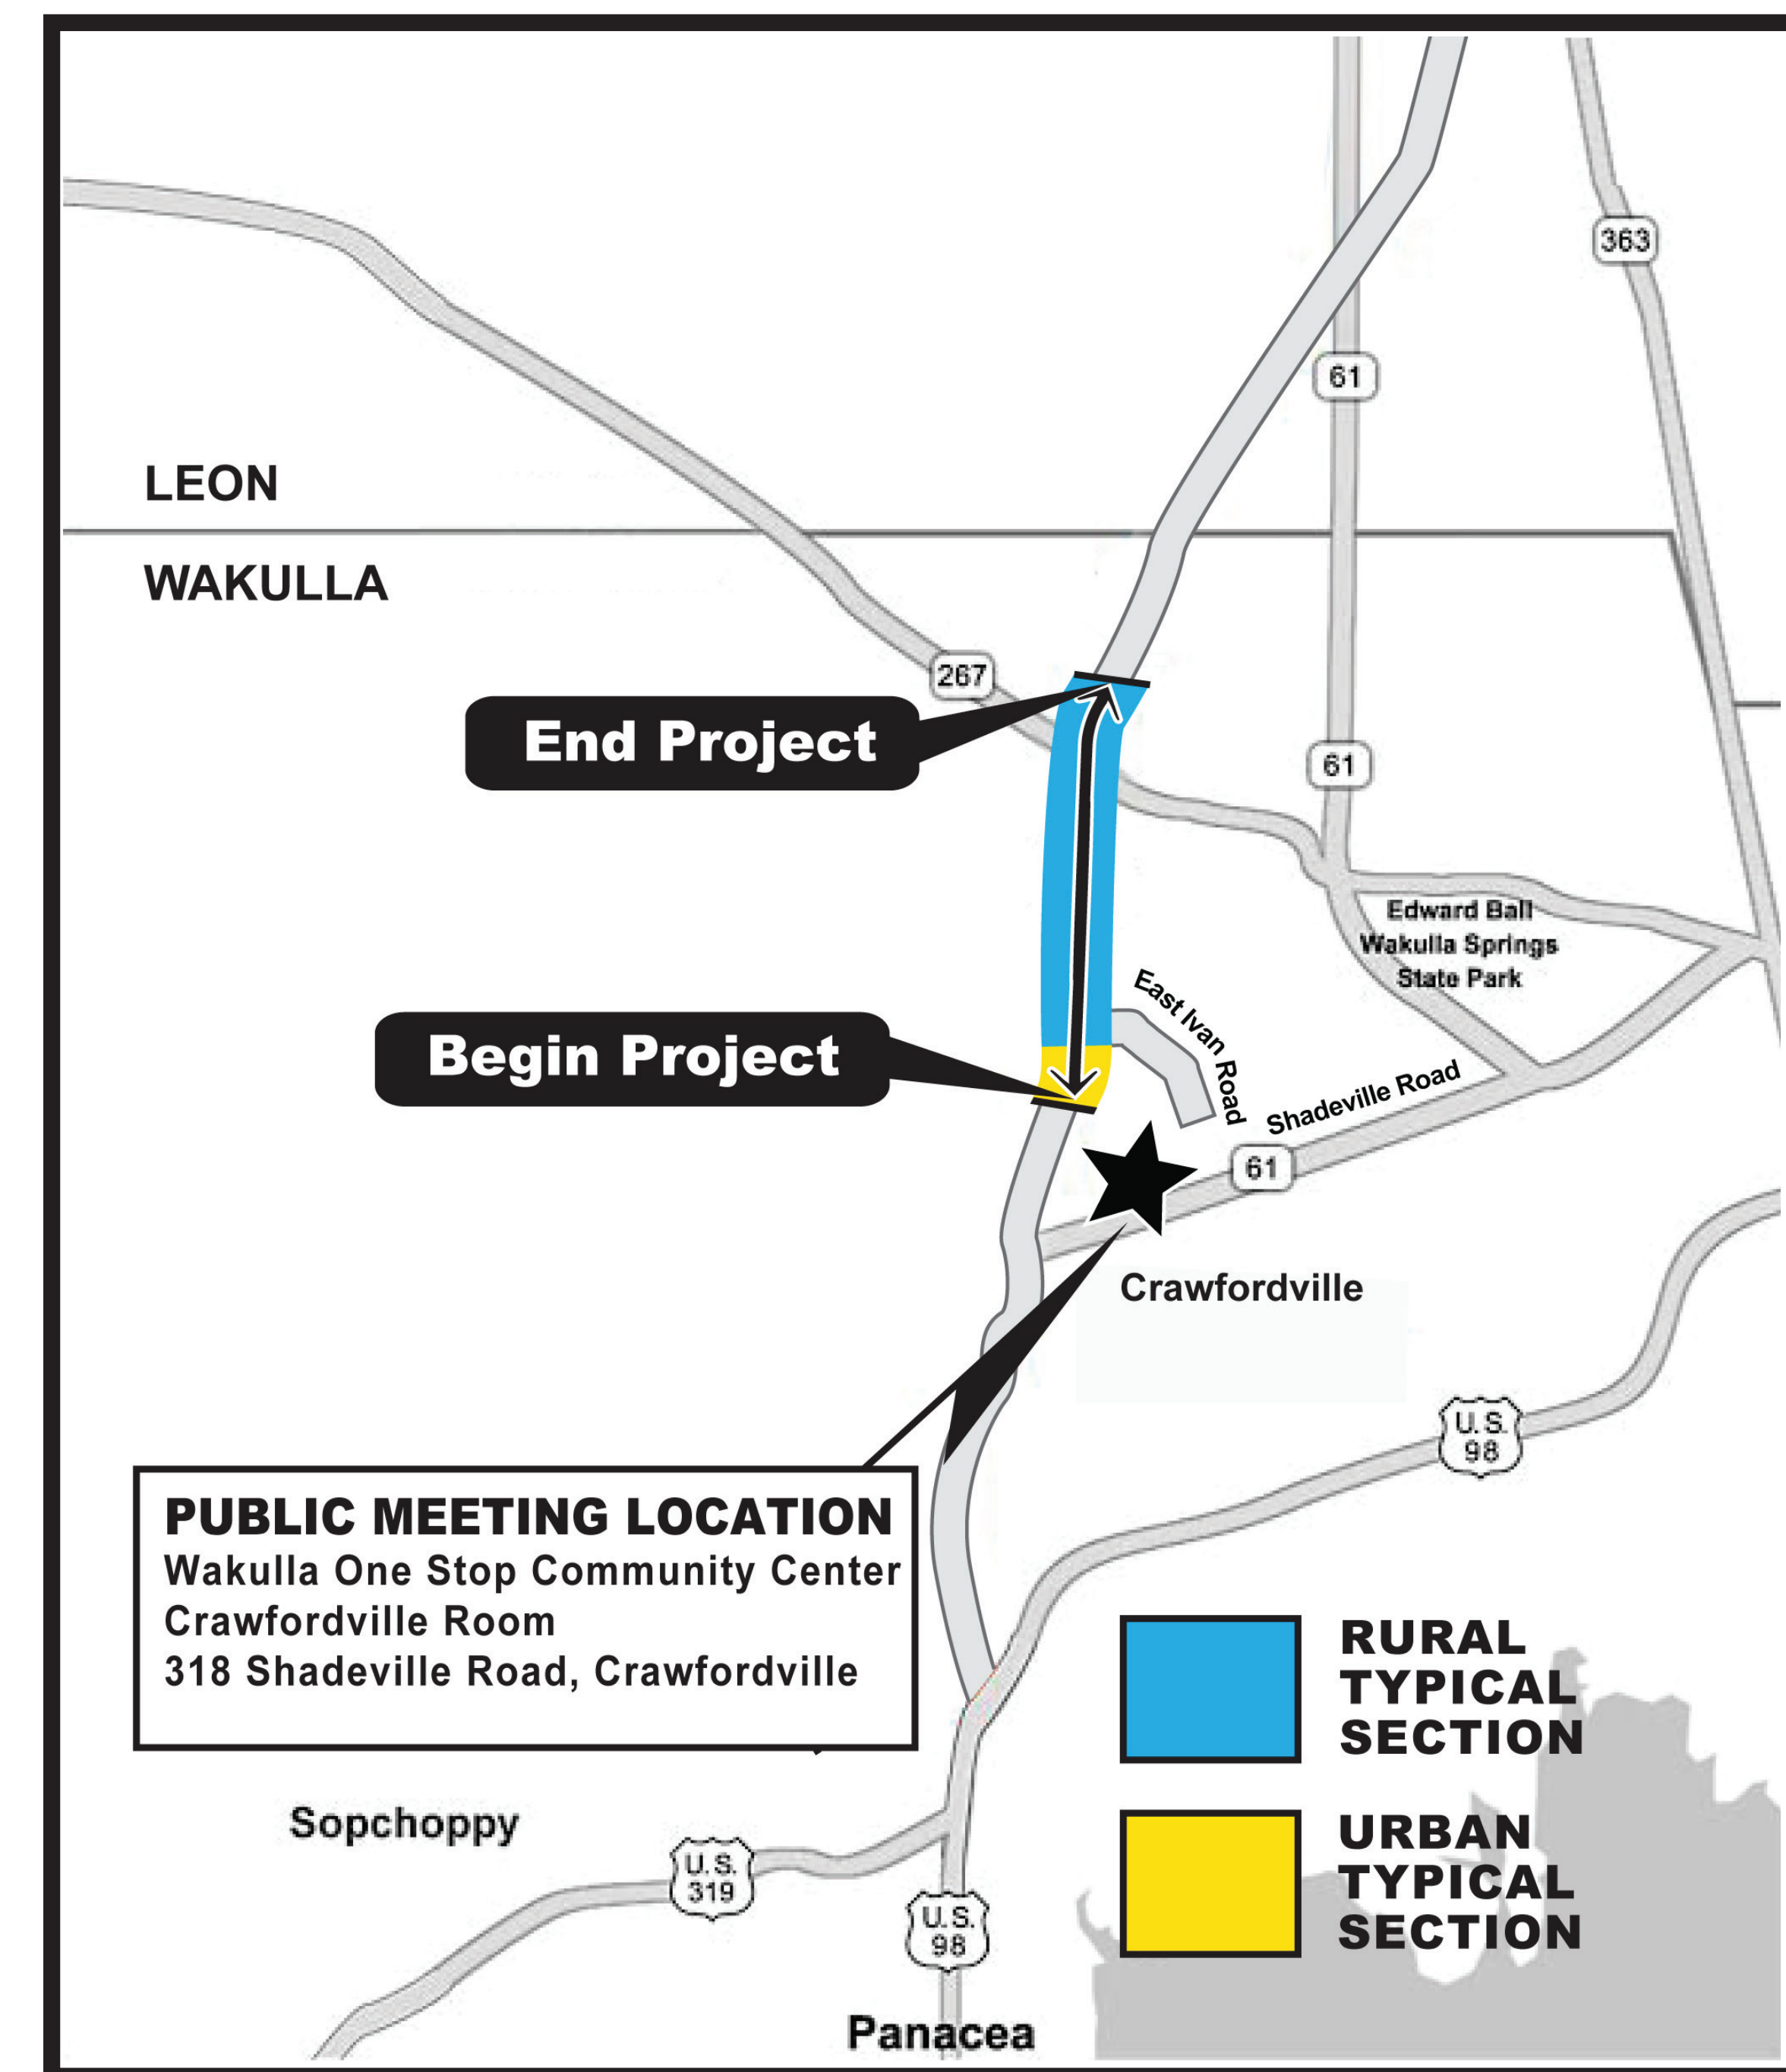 363
61
LEON
WAKULLA
267
End Project
61
Edward Ball
Wakulla Springs
State Park
East Ivan Road
Begin Project
Shadeville Road
61
Crawfordville
U.S.
98
PUBLIC MEETING LOCATION
Wakulla One Stop Community Center
Crawfordville Room
318 Shadeville Road, Crawfordville
RURAL
TYPICAL
SECTION
Sopchoppy
U.S.
319
URBAN
TYPICAL
SECTION
U.S.
98
Panacea